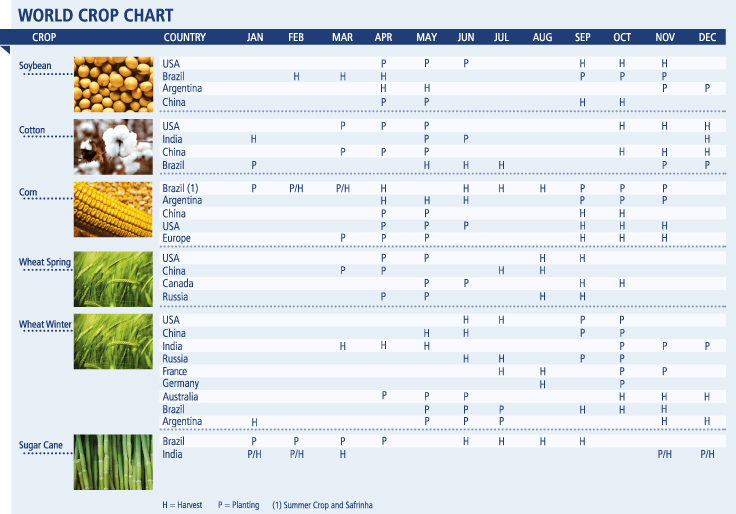 WORLD CROP CHART
CROP COUNTRY JAN FEB MAR APR MAY JUN JUL AUG SEP OCT NOV DEC
Soybean
USA P P P H H H
Brazil H H H P P P
Argentina H H P P
China P P H H
Cotton
USA P P P H H H
India H P P H
China P P P H H H
Brazil P H H H P P
Corn
Brazil (1) P P/H P/H H H H H P P P
Argentina H H H P P P
China P P H H
USA P P P H H H
Europe P P P H H H
Wheat Spring
USA P P H H
China P P H H
Canada P P H H
Russia P P H H
Wheat Winter
USA H H P P
China H H P P
India H H H P P P
Russia H H P P
France H H P P
Germany H P
Australia P P P H H H
Brazil P P P H H H
Argentina H P P P H H
Sugar Cane
Brazil P P P P H H H H
India P/H P/H H P/H P/H
H = Harvest P = Planting (1) Summer Crop and Safrinha